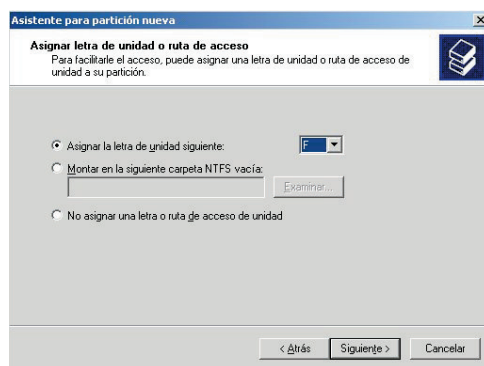 Asistente para partición nueva
Asignar letra de unidad o ruta de acceso
Para facilitarle el acceso, puede asignar una letra de unidad o ruta de acceso de
unidad a su partición.
Asignar la letra de unidad siguiente: F
Montar en la siguiente carpeta NTFS vacía:
Examinar...
No asignar una letra o ruta de acceso de unidad
< Atrás Siguiente > Cancelar